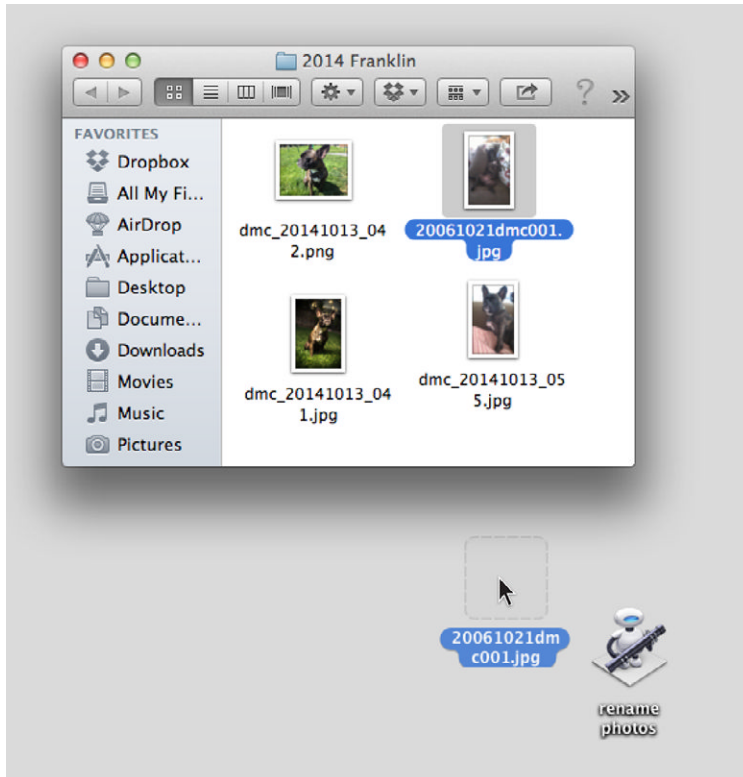 2014 Franklin
?
»
FAVORITES
Dropbox
All My Fi...
AirDrop
Applicat...
Desktop
Docume...
Downloads
Movies
Music
Pictures
dmc_20141013_04
2.png
20061021dmc001.
jpg
dmc_20141013_04
1.jpg
dmc_20141013_05
5.jpg
20061021dm
c001.jpg
rename
photos